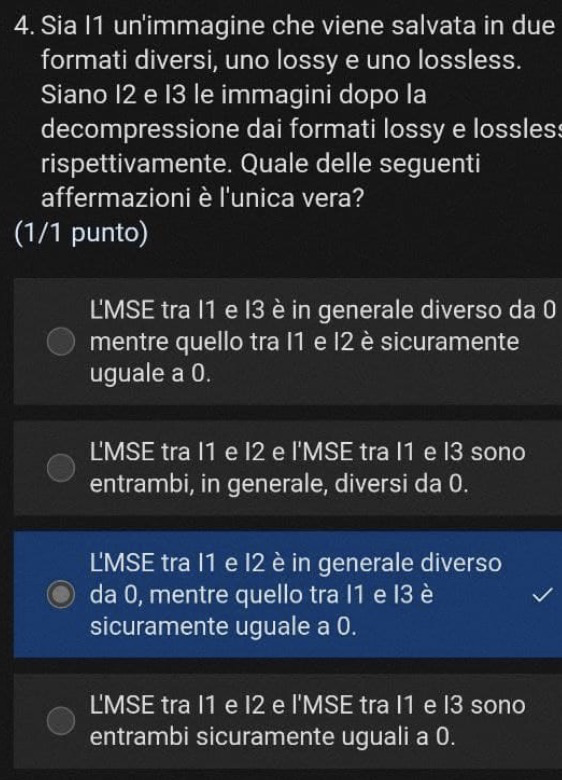 4. Sia I1 un'immagine che viene salvata in due
formati diversi, uno lossy e uno lossless.
Siano I2 e I3 le immagini dopo la
decompressione dai formati lossy e lossless
rispettivamente. Quale delle seguenti
affermazioni è l'unica vera?
(1/1 punto)
L'MSE tra I1 e I3 è in generale diverso da 0
mentre quello tra I1 e I2 è sicuramente
uguale a 0.
L'MSE tra I1 e I2 e l'MSE tra I1 e I3 sono
entrambi, in generale, diversi da 0.
L'MSE tra I1 e I2 è in generale diverso
da 0, mentre quello tra I1 e I3 è
sicuramente uguale a 0.
L'MSE tra I1 e I2 e l'MSE tra I1 e I3 sono
entrambi sicuramente uguali a 0.